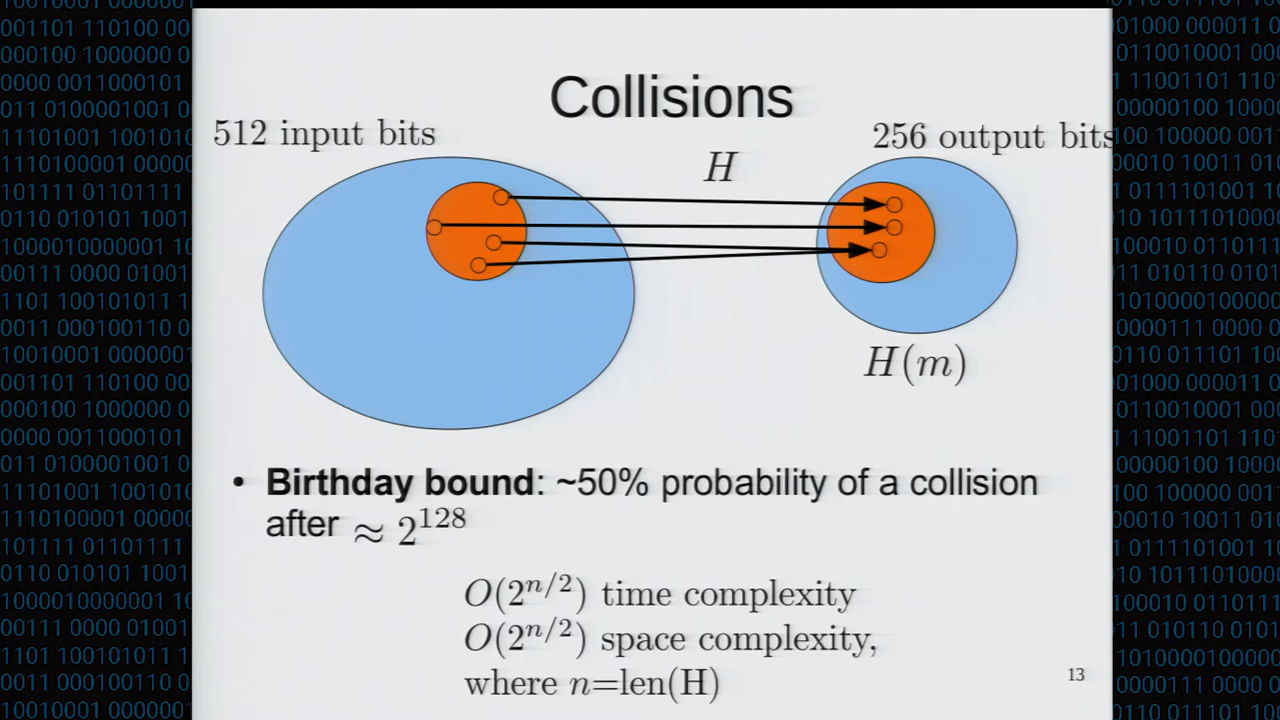 Collisions
512 input bits
256 output bits
H
H(m)
• Birthday bound: ~50% probability of a collision
after ≈ 2^128
O(2^{n/2}) time complexity
O(2^{n/2}) space complexity,
where n=len(H)
13